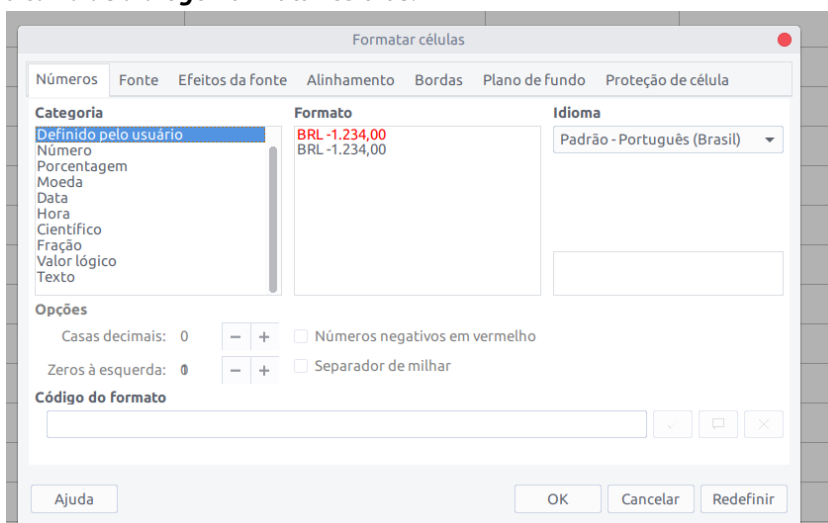 Formatar células
Números Fonte Efeitos da fonte Alinhamento Bordas Plano de fundo Proteção de célula
Categoria Formato Idioma
Definido pelo usuário BRL -1.234,00 Padrão - Português (Brasil)
Número BRL -1.234,00
Porcentagem
Moeda
Data
Hora
Científico
Fração
Valor lógico
Texto
Opções
Casas decimais: 0 − + Números negativos em vermelho
Zeros à esquerda: − + Separador de milhar
Código do formato
Ajuda OK Cancelar Redefinir